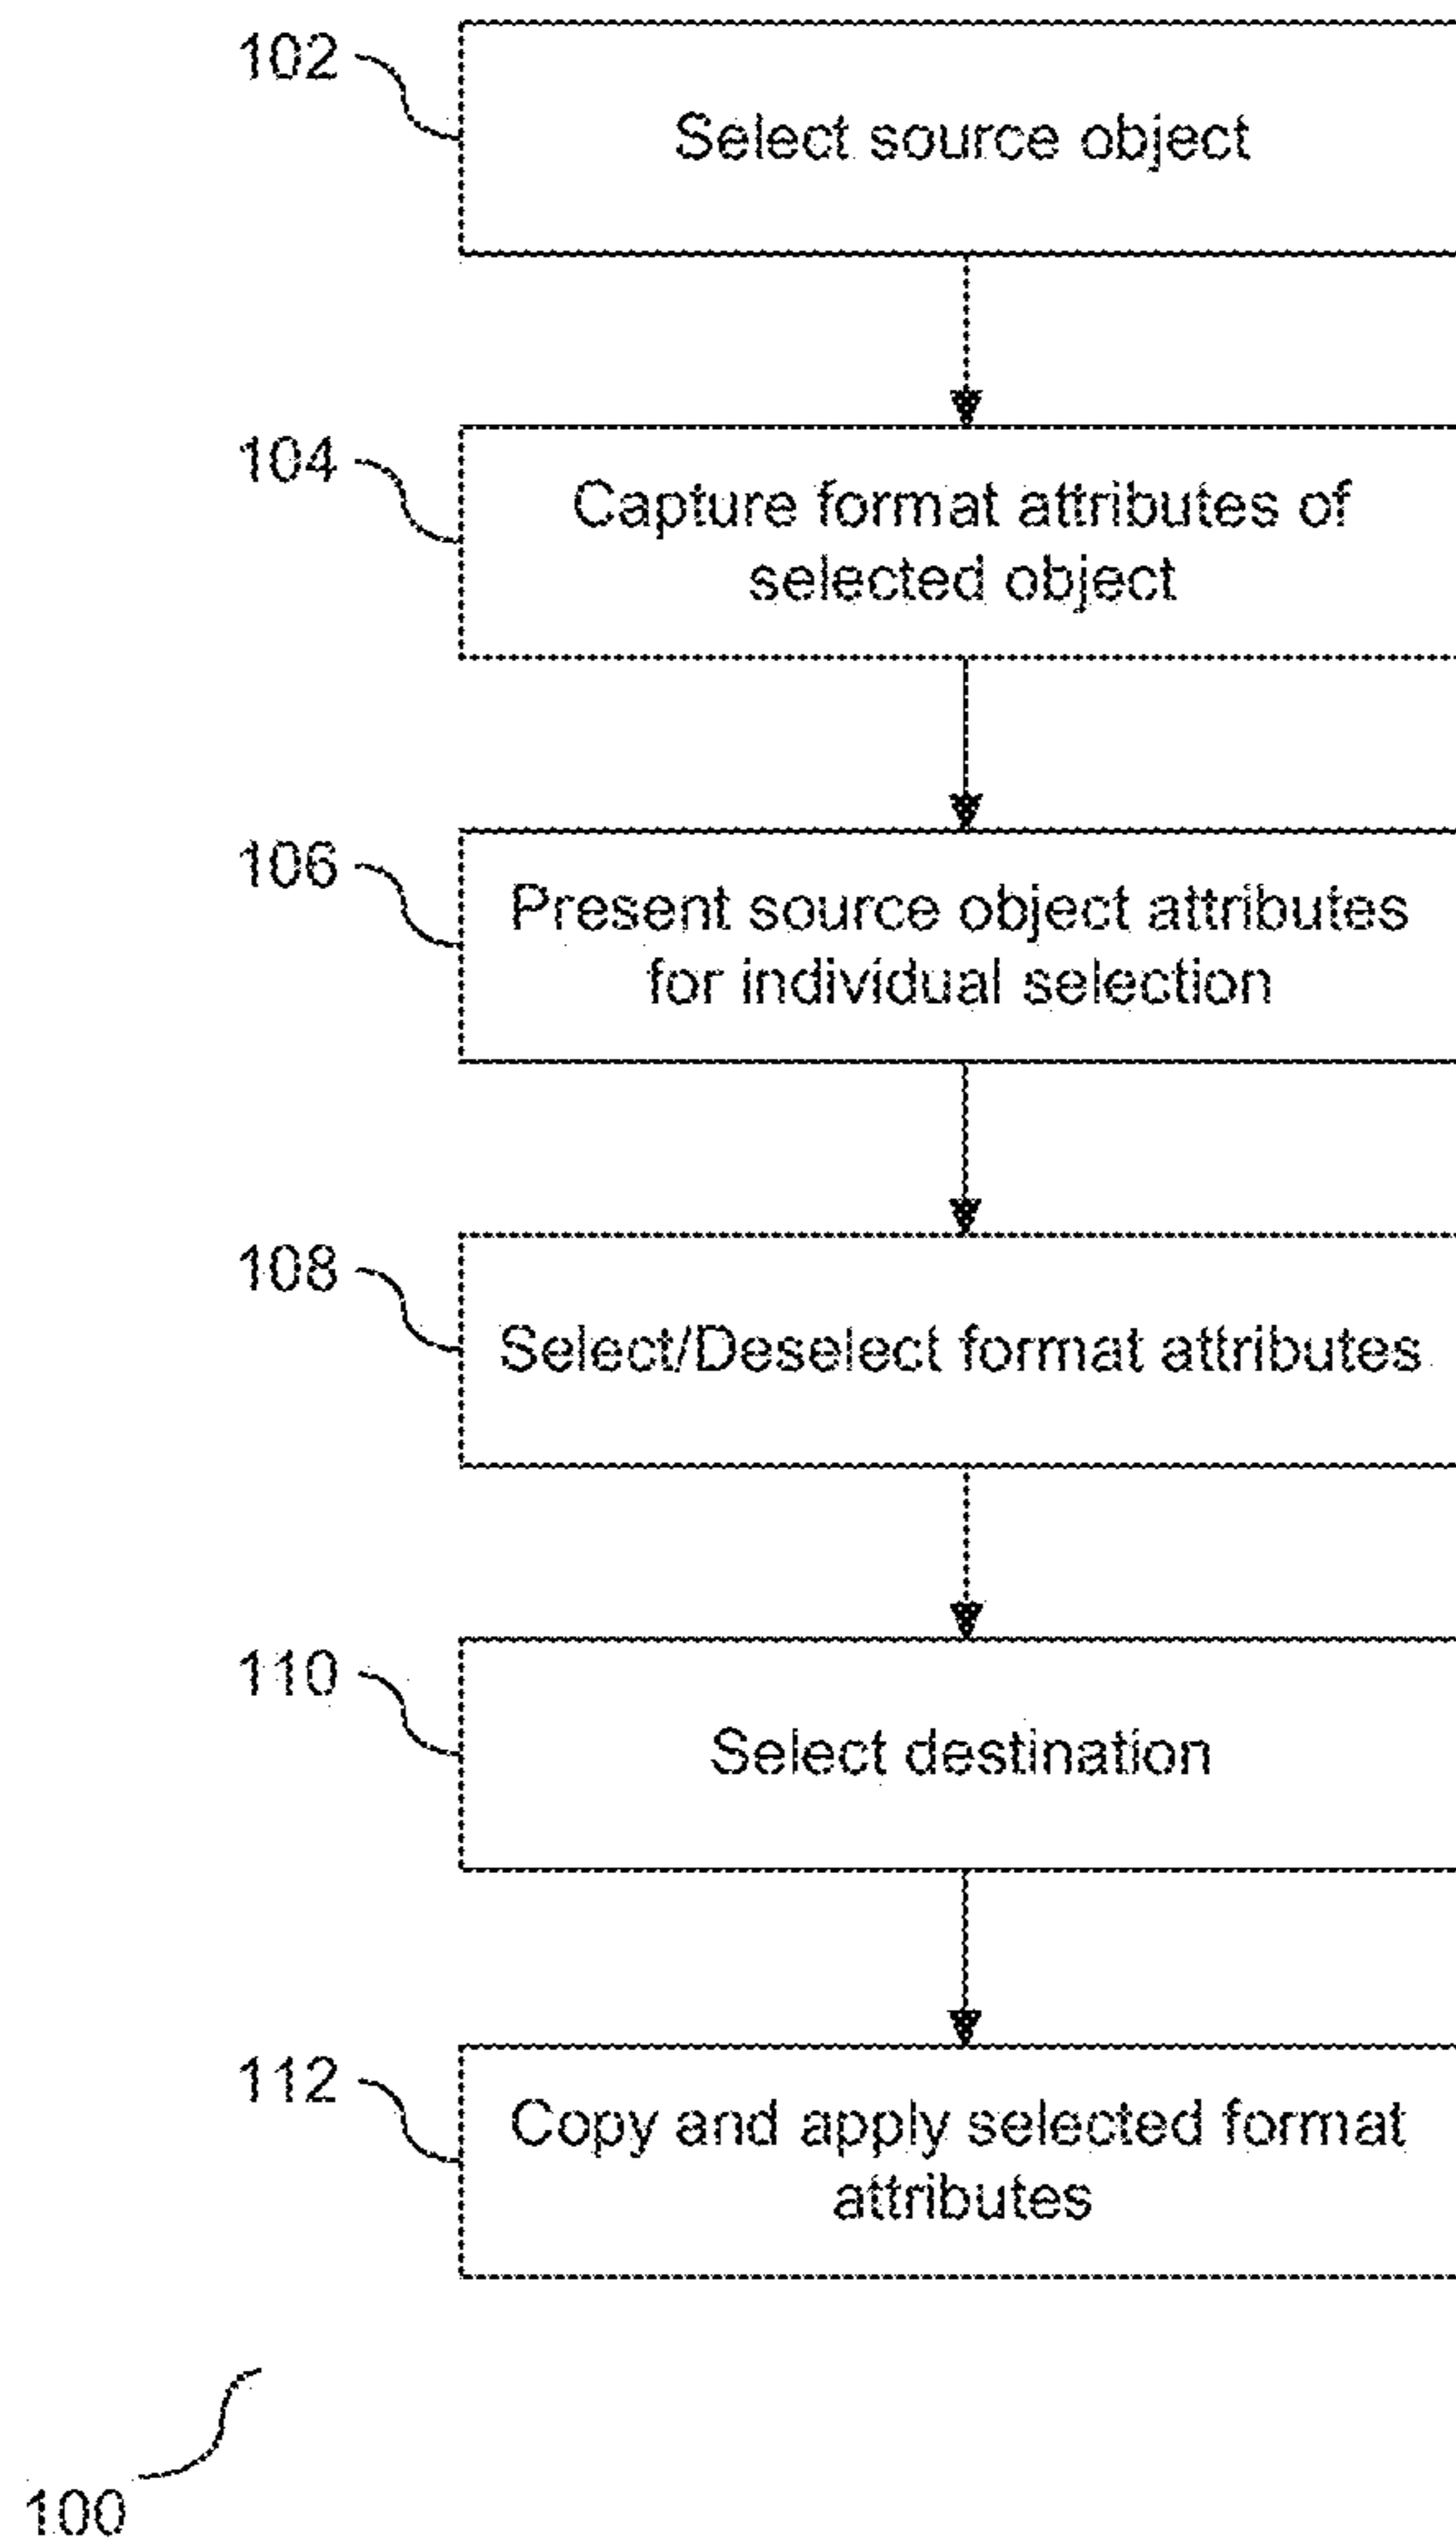 102
Select source object
104
Capture format attributes of
selected object
106
Present source object attributes
for individual selection
108
Select/Deselect format attributes
110
Select destination
112
Copy and apply selected format
attributes
100